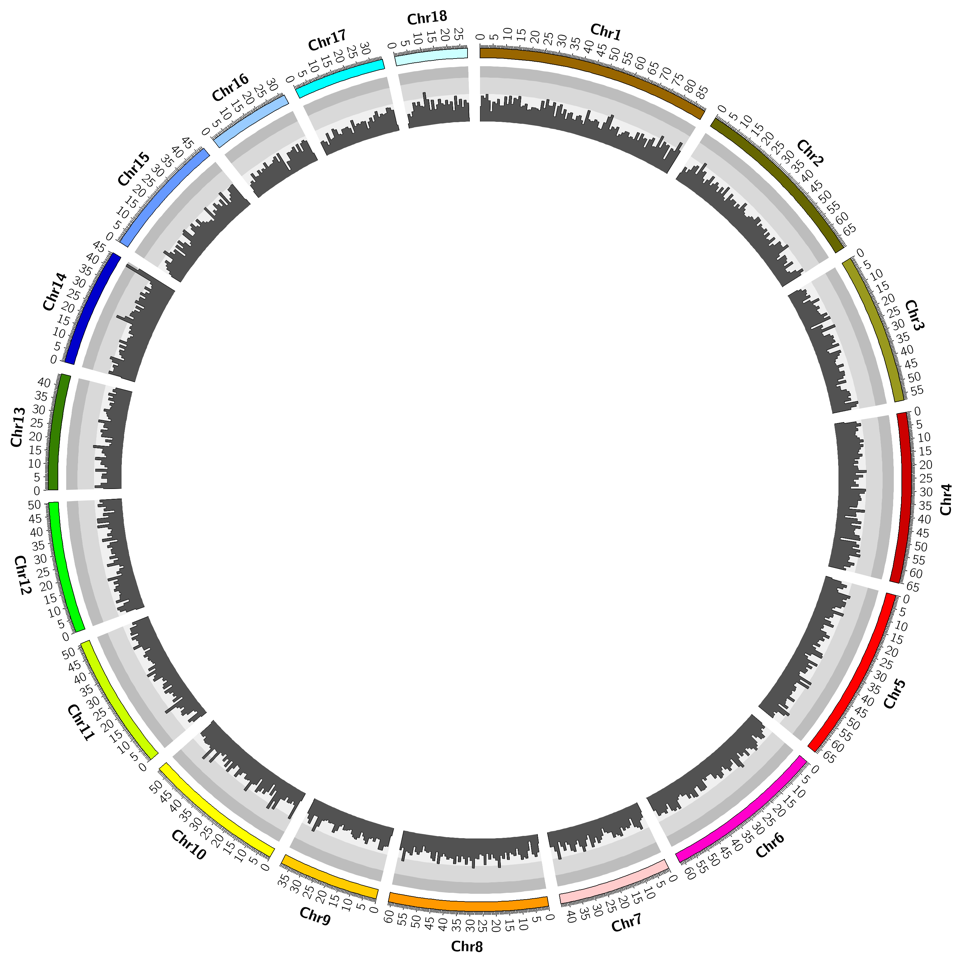 Chr1
0 5 10 15 20 25 30 35 40 45 50 55 60 65 70 75 80 85
Chr2
0 5 10 15 20 25 30 35 40 45 50 55 60 65
Chr3
0 5 10 15 20 25 30 35 40 45 50 55
Chr4
0 5 10 15 20 25 30 35 40 45 50 55 60 65
Chr5
0 5 10 15 20 25 30 35 40 45 50 55 60 65
Chr6
0 5 10 15 20 25 30 35 40 45 50 55 60
Chr7
0 5 10 15 20 25 30 35 40
Chr8
0 5 10 15 20 25 30 35 40 45 50 55 60
Chr9
0 5 10 15 20 25 30 35
Chr10
0 5 10 15 20 25 30 35 40 45 50
Chr11
0 5 10 15 20 25 30 35 40 45 50
Chr12
0 5 10 15 20 25 30 35 40 45 50
Chr13
0 5 10 15 20 25 30 35 40
Chr14
0 5 10 15 20 25 30 35 40 45
Chr15
0 5 10 15 20 25 30 35 40 45
Chr16
0 5 10 15 20 25 30
Chr17
0 5 10 15 20 25 30
Chr18
0 5 10 15 20 25